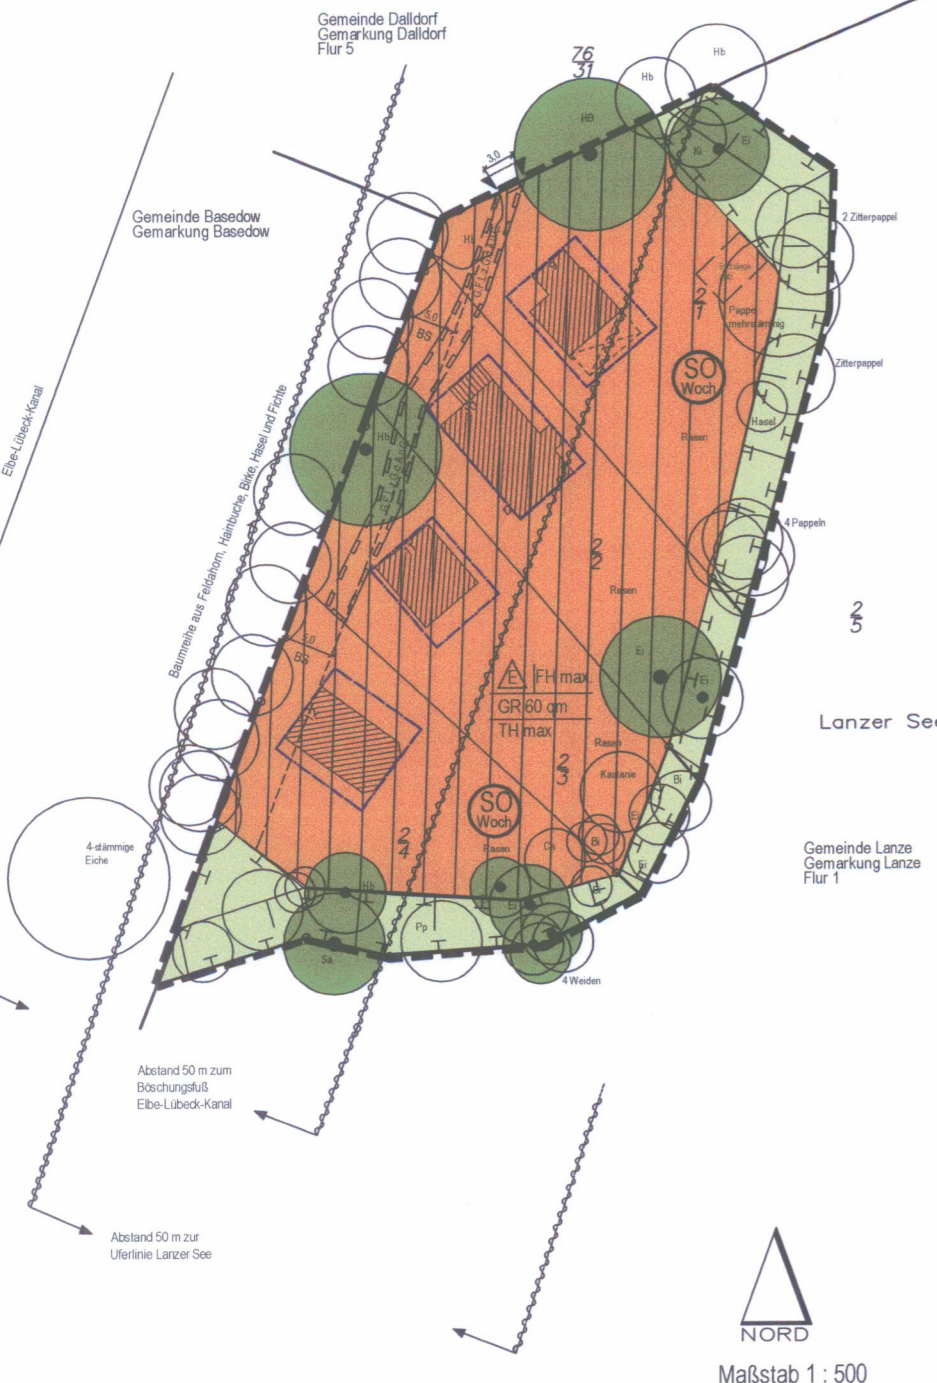 Gemeinde Dalldorf
Gemarkung Dalldorf
Flur 5
76
31
Hb
Hb
HB
Ki
Ei
3,0
Gemeinde Basedow
Gemarkung Basedow
2 Zitterpappel
Hb
2
1
Pappel
mehrstämmig
5,0
BS
Zitterpappel
SO
Woch
Elbe-Lübeck-Kanal
Baumreihe aus Feldahorn, Hainbuche, Birke, Hasel und Fichte
Hasel
Hb
Rasen
4 Pappeln
2
2
Rasen
2
5
5,0
BS
Ei
Ei
E FH max.
GR 60 qm
TH max
Lanzer See
Rasen
2
3
Kastanie
Bi
SO
Woch
Ei
2
4
Rasen
Bi
Ei
4-stämmige
Eiche
Gemeinde Lanze
Gemarkung Lanze
Flur 1
Hb
Pp
Sa
4 Weiden
Abstand 50 m zum
Böschungsfuß
Elbe-Lübeck-Kanal
Abstand 50 m zur
Uferlinie Lanzer See
NORD
Maßstab 1 : 500